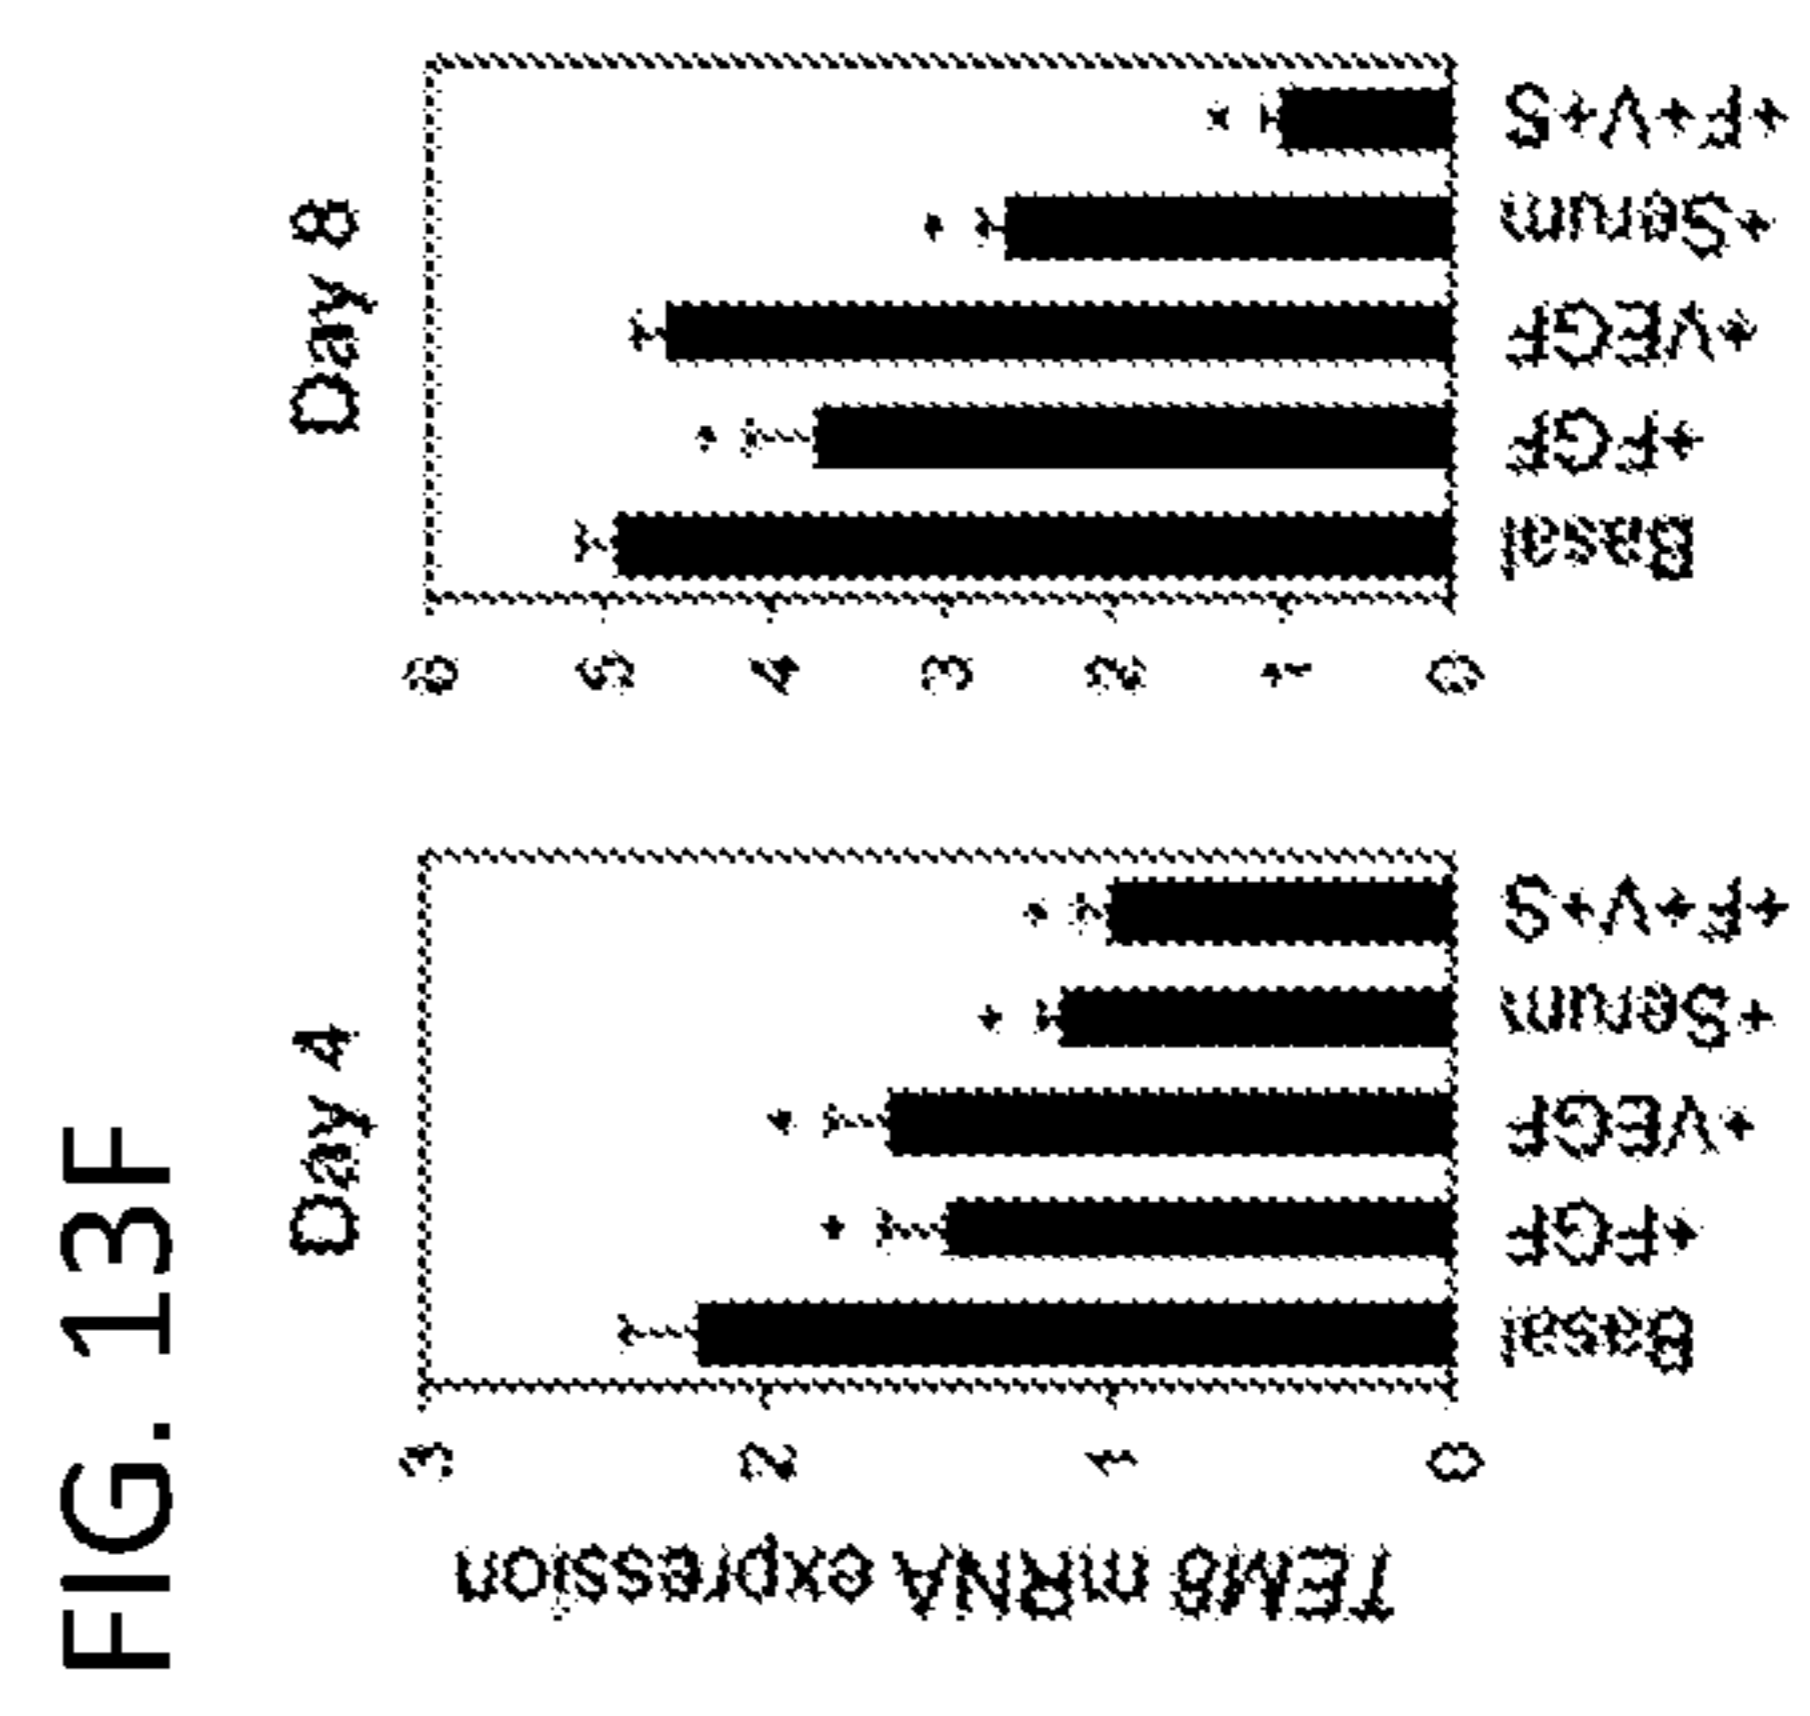 FIG. 13F
Day 4
Day 8
TEM8 mRNA expression
3
2
1
0
Basal
+FGF
+VEGF
+Serum
+F+V+S
6
5
4
3
2
1
0
Basal
+FGF
+VEGF
+Serum
+F+V+S